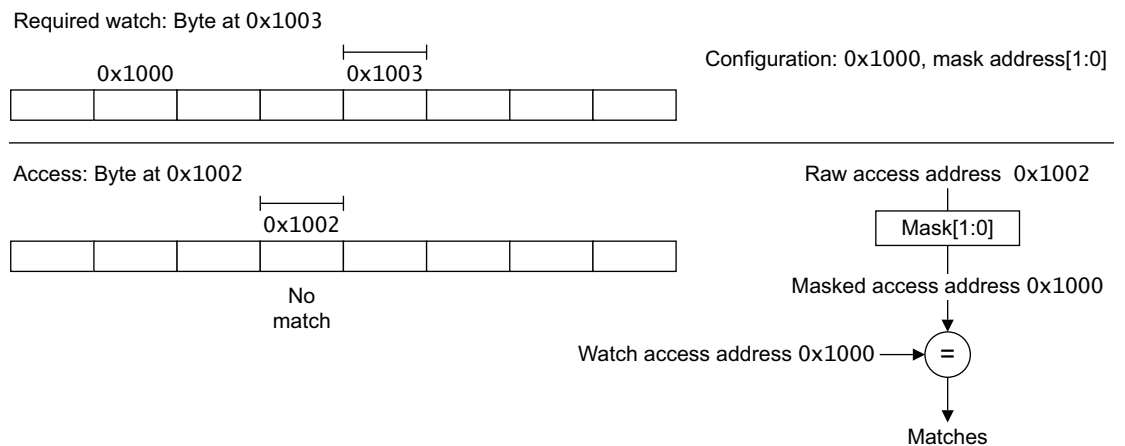 Required watch: Byte at 0x1003
Configuration: 0x1000, mask address[1:0]
0x1000
0x1003
Access: Byte at 0x1002
Raw access address 0x1002
0x1002
Mask[1:0]
No
match
Masked access address 0x1000
Watch access address 0x1000
=
Matches